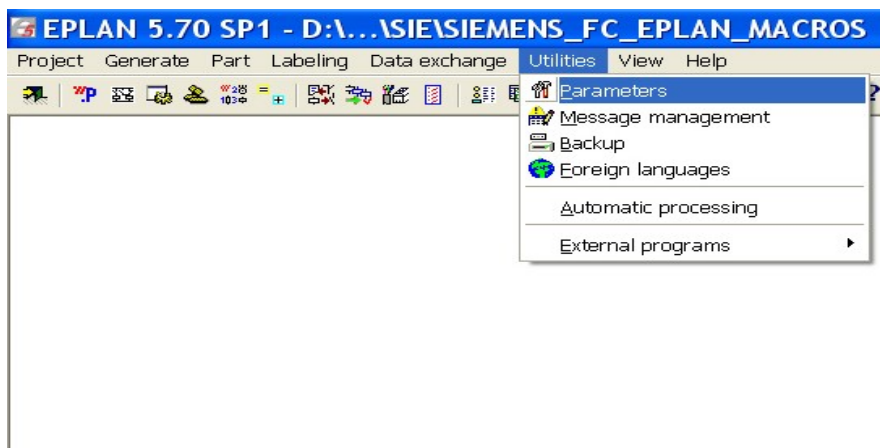 EPLAN 5.70 SP1 - D:\...\SIE\SIEMENS_FC_EPLAN_MACROS
Project Generate Part Labeling Data exchange Utilities View Help
"P
Parameters
Message management
Backup
Foreign languages
Automatic processing
External programs